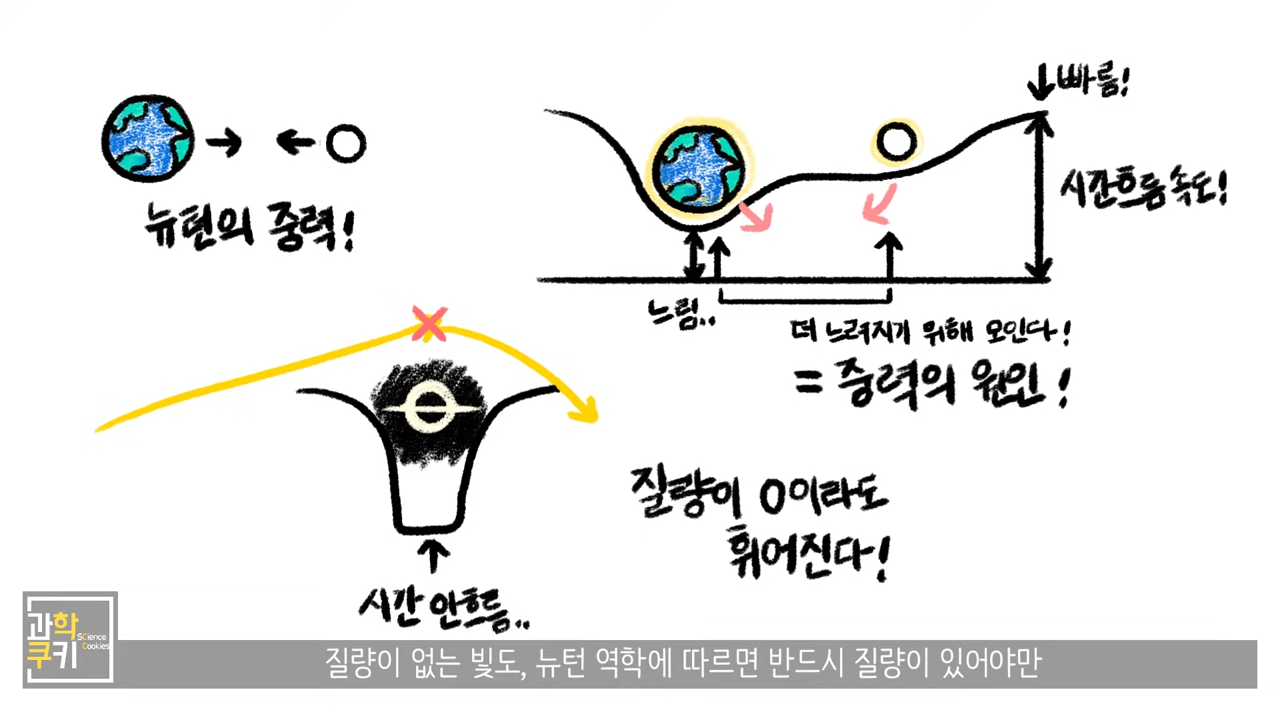 빠름!
시간흐름 속도!
뉴턴의 중력!
느림..
더 느려지기 위해 모인다!
= 중력의 원인!
질량이 0이라도
휘어진다!
시간 안흐름..
과학
쿠키
Science
Cookies
질량이 없는 빛도, 뉴턴 역학에 따르면 반드시 질량이 있어야만